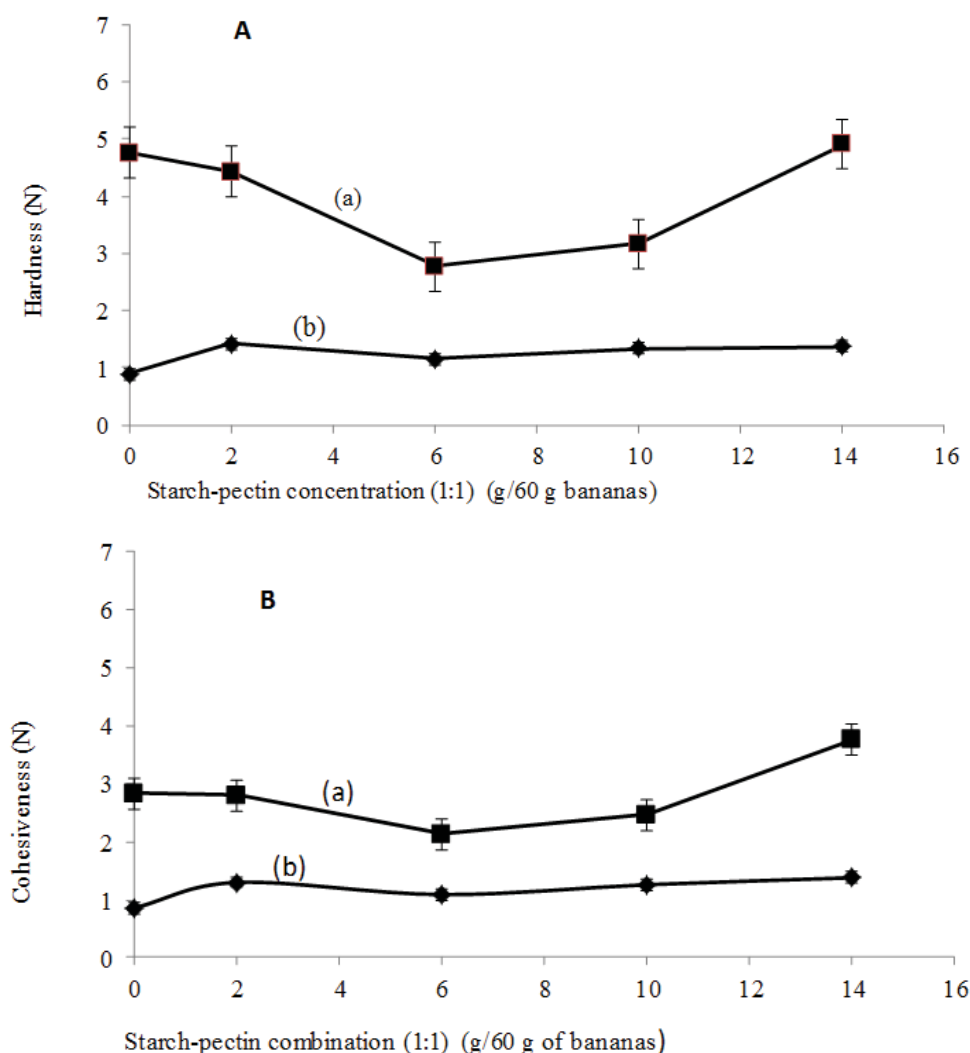 A
7
6
5
4
3
2
1
0
Hardness (N)
(a)
(b)
0 2 4 6 8 10 12 14 16
Starch-pectin concentration (1:1) (g/60 g bananas)
B
7
6
5
4
3
2
1
0
Cohesiveness (N)
(a)
(b)
0 2 4 6 8 10 12 14 16
Starch-pectin combination (1:1) (g/60 g of bananas)